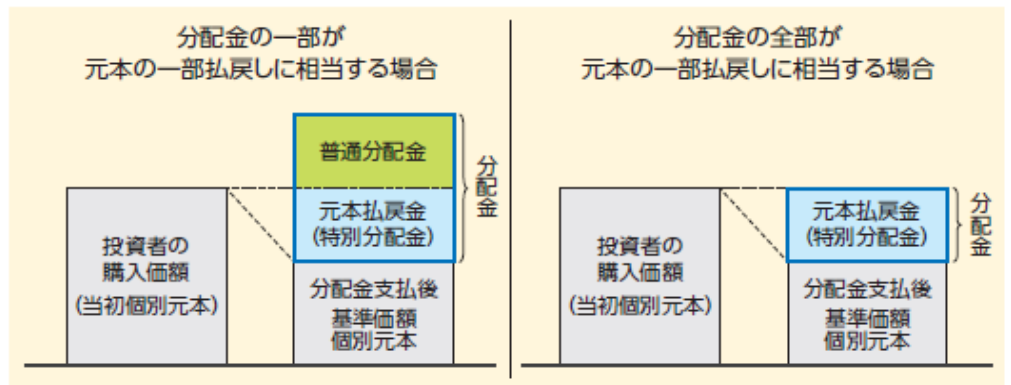 分配金の一部が
元本の一部払戻しに相当する場合
普通分配金
元本払戻金
(特別分配金)
分配金
投資者の
購入価額
(当初個別元本)
分配金支払後
基準価額
個別元本
分配金の全部が
元本の一部払戻しに相当する場合
元本払戻金
(特別分配金)
分配金
投資者の
購入価額
(当初個別元本)
分配金支払後
基準価額
個別元本